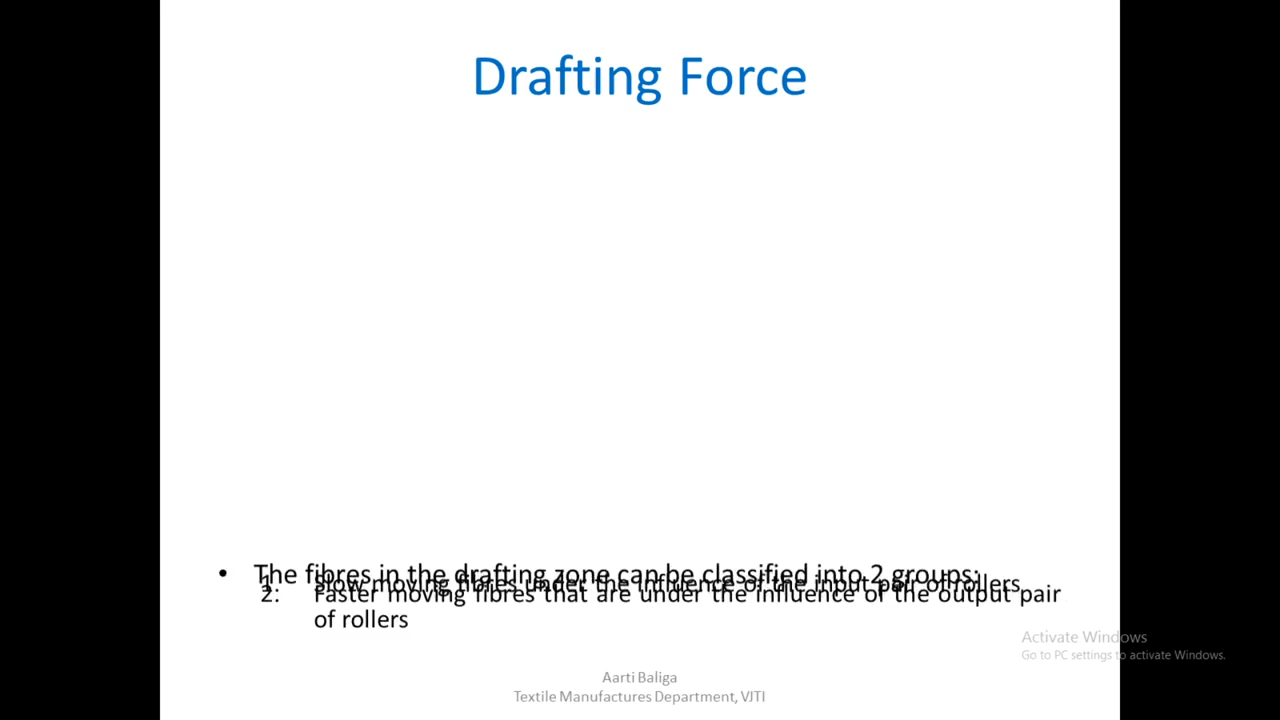 Drafting Force
• The fibres in the drafting zone can be classified into 2 groups:
1. Slow moving fibres under the influence of the input pair of rollers
2. Faster moving fibres that are under the influence of the output pair
of rollers
Activate Windows
Go to PC settings to activate Windows.
Aarti Baliga
Textile Manufactures Department, VJTI